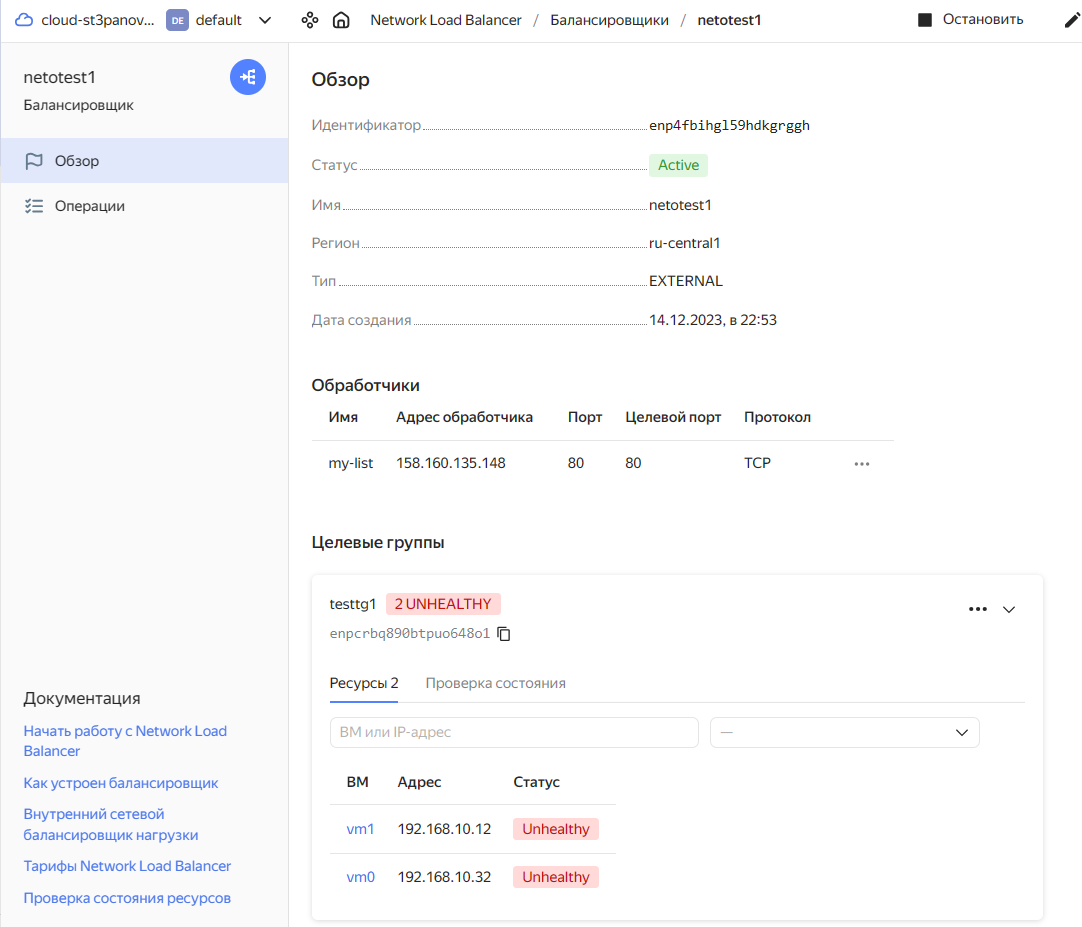 cloud-st3panov... DE default Network Load Balancer / Балансировщики / netotest1 Остановить
netotest1
Балансировщик
Обзор
Операции
Документация
Начать работу с Network Load
Balancer
Как устроен балансировщик
Внутренний сетевой
балансировщик нагрузки
Тарифы Network Load Balancer
Проверка состояния ресурсов
Обзор
Идентификатор enp4fbihgl59hdkgrggh
Статус Active
Имя netotest1
Регион ru-central1
Тип EXTERNAL
Дата создания 14.12.2023, в 22:53
Обработчики
Имя Адрес обработчика Порт Целевой порт Протокол
my-list 158.160.135.148 80 80 TCP
Целевые группы
testtg1 2 UNHEALTHY
enpcrbq890btpuo648o1
Ресурсы 2 Проверка состояния
ВМ или IP-адрес —
ВМ Адрес Статус
vm1 192.168.10.12 Unhealthy
vm0 192.168.10.32 Unhealthy